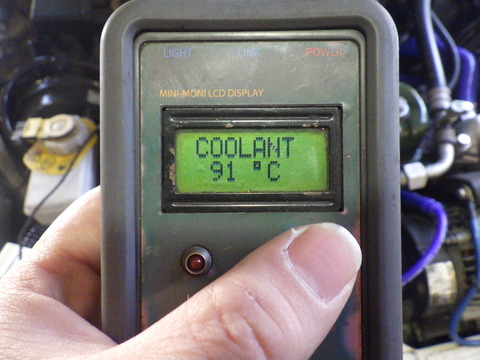 LIGHT LINK POWER
MINI-MONI LCD DISPLAY
COOLANT
91 °C